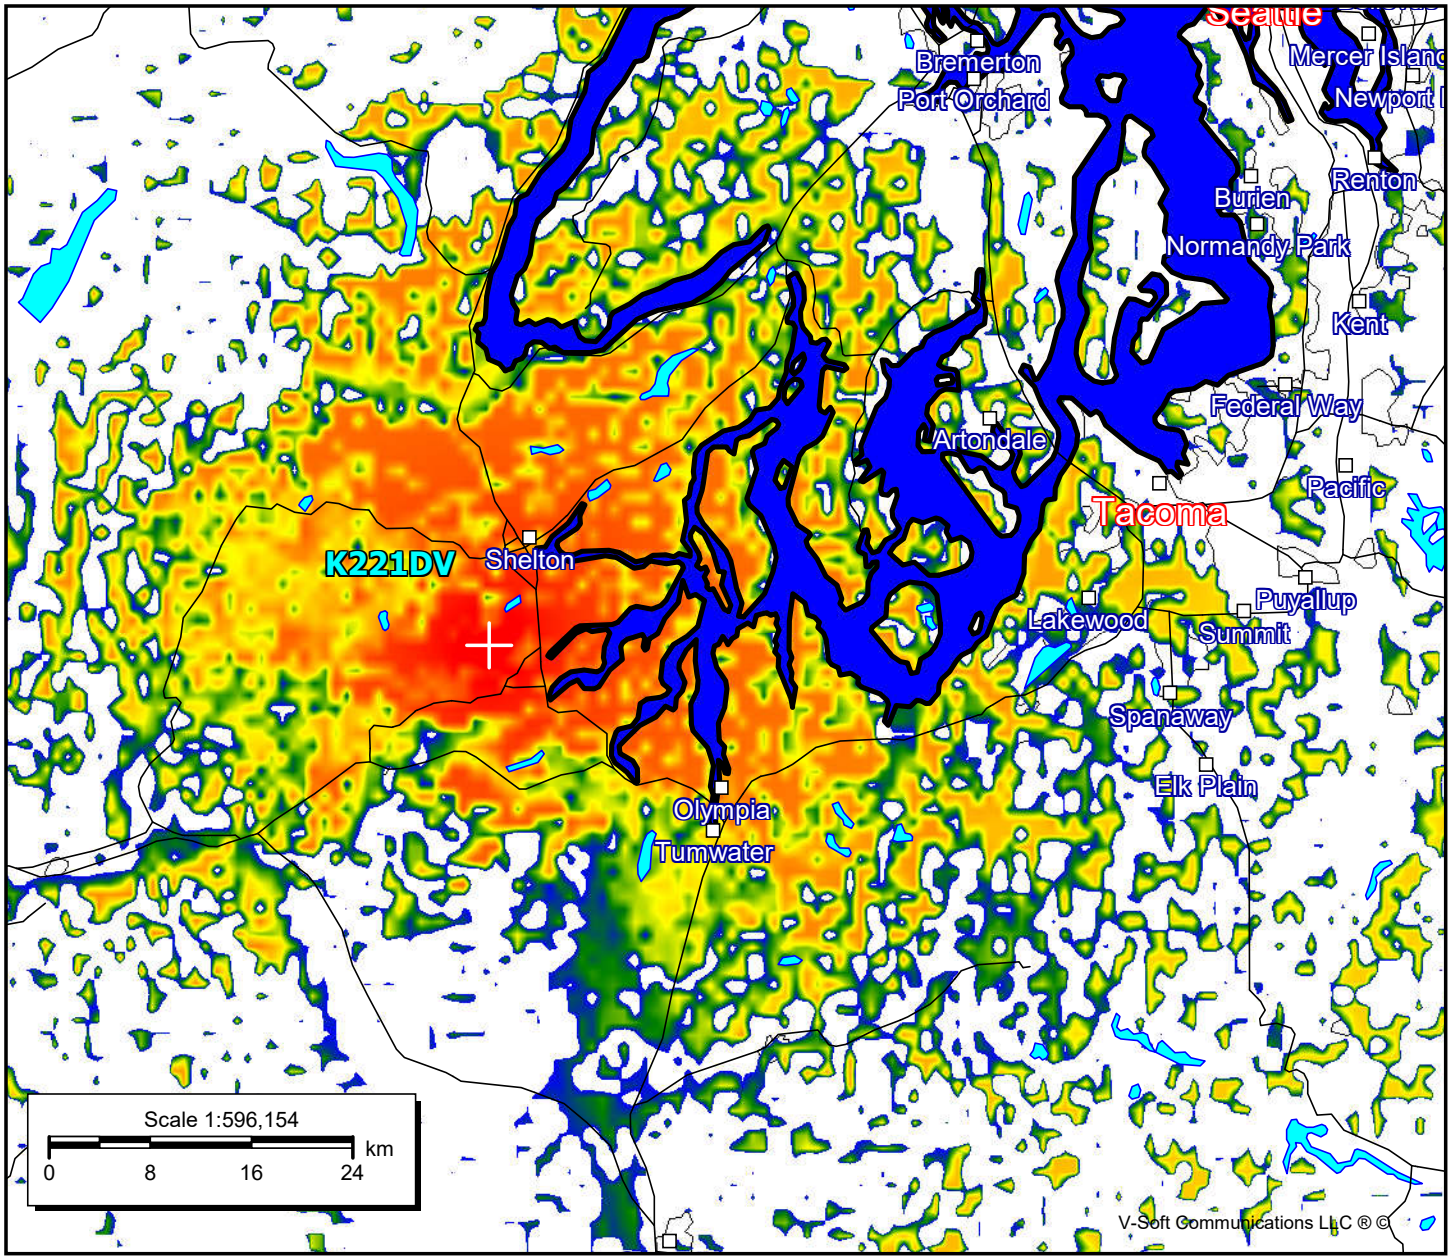 Seattle
Mercer Island
Bremerton
Newport
Port Orchard
Renton
Burien
Normandy Park
Kent
Federal Way
Artondale
Pacific
Tacoma
K221DV
Shelton
Puyallup
Lakewood
Summit
Spanaway
Elk Plain
Olympia
Tumwater
Scale 1:596,154
km
0 8 16 24
V-Soft Communications LLC ® ©